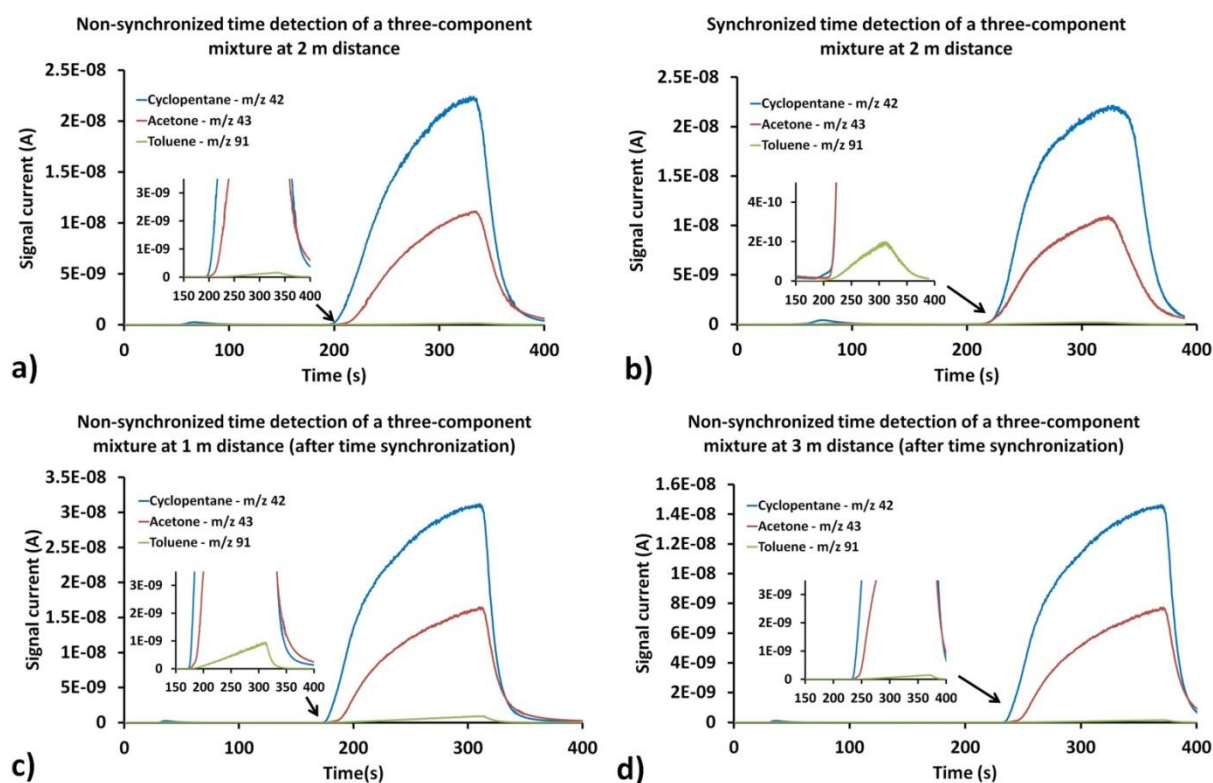 Non-synchronized time detection of a three-component
mixture at 2 m distance
2.5E-08
2E-08
1.5E-08
1E-08
5E-09
0
Signal current (A)
Cyclopentane - m/z 42
Acetone - m/z 43
Toluene - m/z 91
3E-09
2E-09
1E-09
0
150 200 250 300 350 400
0 100 200 300 400
Time (s)
a)
Synchronized time detection of a three-component
mixture at 2 m distance
2.5E-08
2E-08
1.5E-08
1E-08
5E-09
0
Signal current (A)
Cyclopentane - m/z 42
Acetone - m/z 43
Toluene - m/z 91
4E-10
2E-10
0
150 200 250 300 350 400
0 100 200 300 400
Time (s)
b)
Non-synchronized time detection of a three-component
mixture at 1 m distance (after time synchronization)
3.5E-08
3E-08
2.5E-08
2E-08
1.5E-08
1E-08
5E-09
0
Signal current (A)
Cyclopentane - m/z 42
Acetone - m/z 43
Toluene - m/z 91
3E-09
2E-09
1E-09
0
150 200 250 300 350 400
0 100 200 300 400
Time(s)
c)
Non-synchronized time detection of a three-component
mixture at 3 m distance (after time synchronization)
1.6E-08
1.4E-08
1.2E-08
1E-08
8E-09
6E-09
4E-09
2E-09
0
Signal current (A)
Cyclopentane - m/z 42
Acetone - m/z 43
Toluene - m/z 91
3E-09
2E-09
1E-09
0
150 200 250 300 350 400
0 100 200 300 400
Time (s)
d)